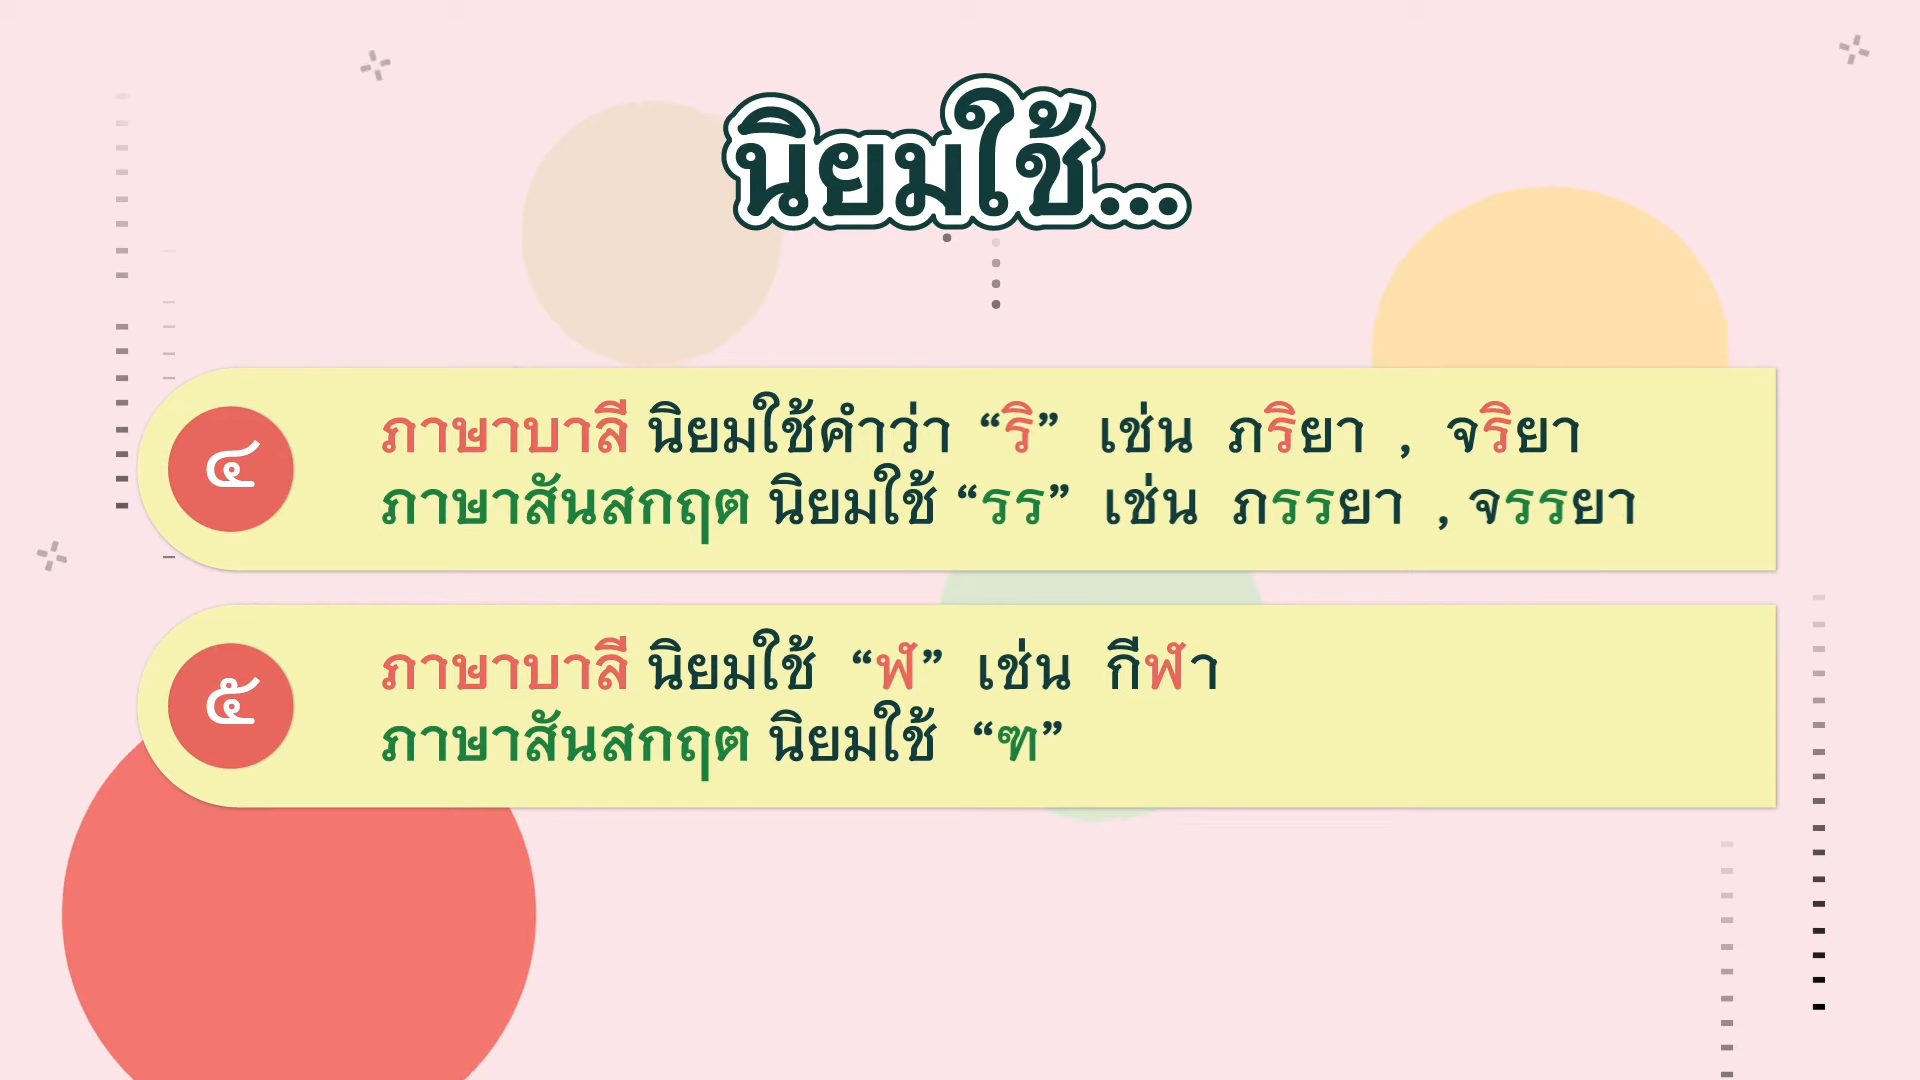 นิยมใช้...
๔
ภาษาบาลี นิยมใช้คำว่า “ริ” เช่น ภริยา , จริยา
ภาษาสันสกฤต นิยมใช้ “รร” เช่น ภรรยา , จรรยา
๕
ภาษาบาลี นิยมใช้ “ฬ” เช่น กีฬา
ภาษาสันสกฤต นิยมใช้ “ฑ”